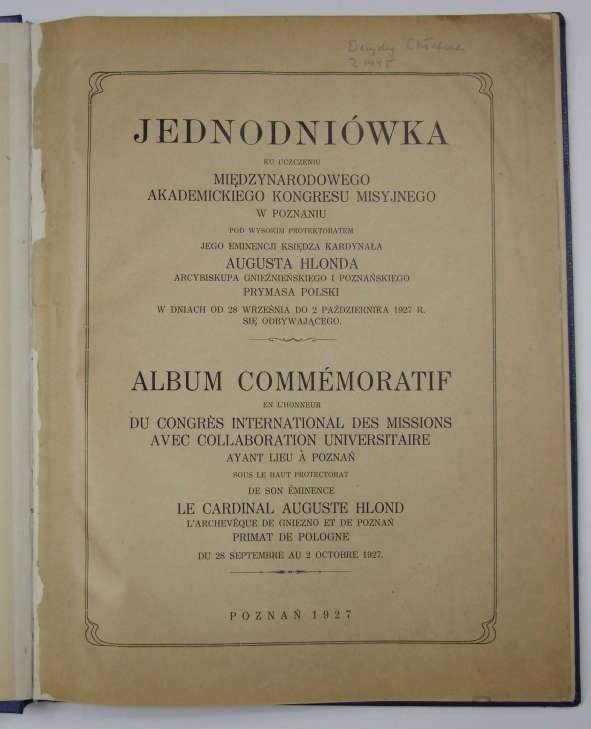 JEDNODNIÓWKA
KU UCZCZENIU
MIĘDZYNARODOWEGO
AKADEMICKIEGO KONGRESU MISYJNEGO
W POZNANIU
POD WYSOKIM PROTEKTORATEM
JEGO EMINENCJI KSIĘDZA KARDYNAŁA
AUGUSTA HLONDA
ARCYBISKUPA GNIEŹNIEŃSKIEGO I POZNAŃSKIEGO
PRYMASA POLSKI
W DNIACH OD 28 WRZEŚNIA DO 2 PAŹDZIERNIKA 1927 R.
SIĘ ODBYWAJĄCEGO.
ALBUM COMMÉMORATIF
EN L'HONNEUR
DU CONGRÈS INTERNATIONAL DES MISSIONS
AVEC COLLABORATION UNIVERSITAIRE
AYANT LIEU À POZNAŃ
SOUS LE HAUT PROTECTORAT
DE SON ÉMINENCE
LE CARDINAL AUGUSTE HLOND
L'ARCHEVÊQUE DE GNIEZNO ET DE POZNAŃ
PRIMAT DE POLOGNE
DU 28 SEPTEMBRE AU 2 OCTOBRE 1927.
POZNAŃ 1927